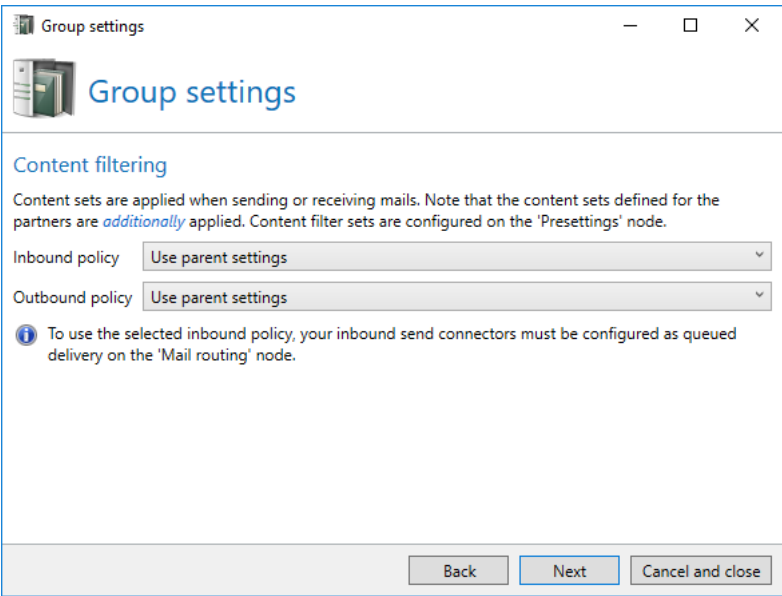 Group settings
Group settings
Content filtering
Content sets are applied when sending or receiving mails. Note that the content sets defined for the
partners are additionally applied. Content filter sets are configured on the 'Presettings' node.
Inbound policy Use parent settings
Outbound policy Use parent settings
To use the selected inbound policy, your inbound send connectors must be configured as queued
delivery on the 'Mail routing' node.
Back Next Cancel and close